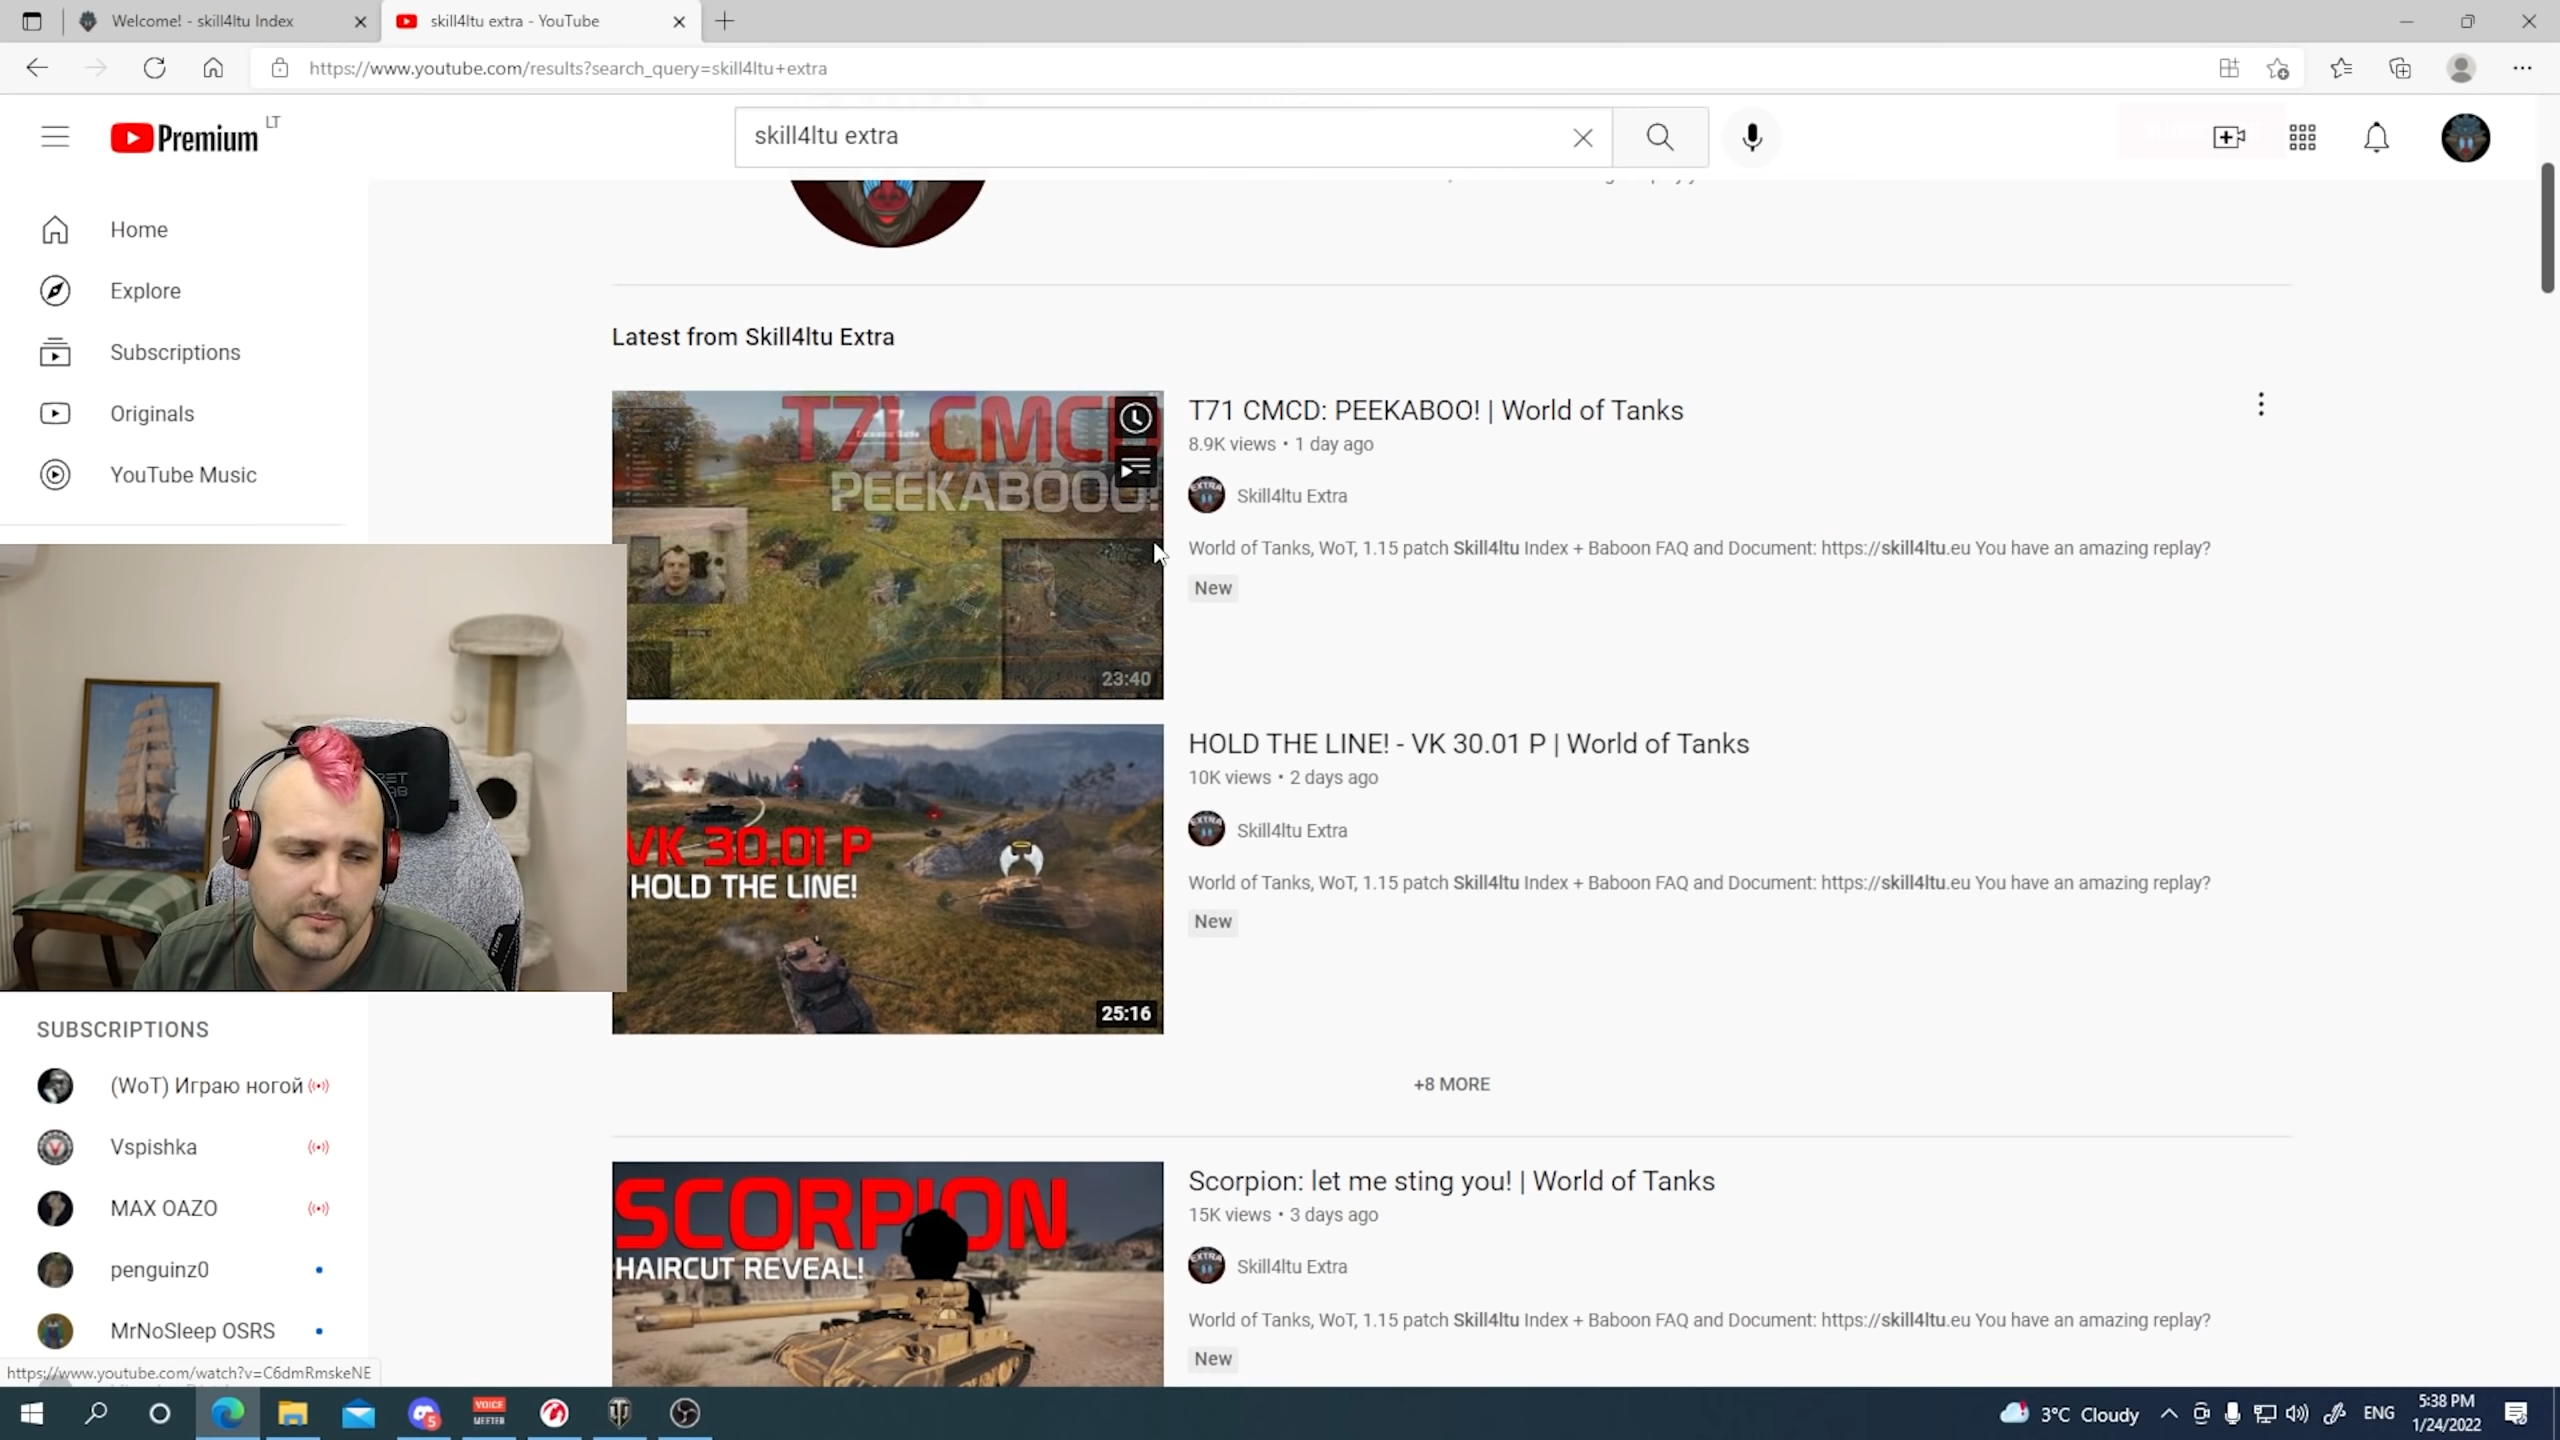 Welcome! - skill4ltu Index
skill4ltu extra - YouTube
https://www.youtube.com/results?search_query=skill4ltu+extra
Premium LT
skill4ltu extra
Home
Explore
Subscriptions
Originals
YouTube Music
Latest from Skill4ltu Extra
T71 CMCD
PEEKABOOO!
23:40
T71 CMCD: PEEKABOO! | World of Tanks
8.9K views • 1 day ago
EXTRA
Skill4ltu Extra
World of Tanks, WoT, 1.15 patch Skill4ltu Index + Baboon FAQ and Document: https://skill4ltu.eu You have an amazing replay?
New
VK 30.01 P
HOLD THE LINE!
25:16
HOLD THE LINE! - VK 30.01 P | World of Tanks
10K views • 2 days ago
EXTRA
Skill4ltu Extra
World of Tanks, WoT, 1.15 patch Skill4ltu Index + Baboon FAQ and Document: https://skill4ltu.eu You have an amazing replay?
New
+8 MORE
SCORPION
HAIRCUT REVEAL!
Scorpion: let me sting you! | World of Tanks
15K views • 3 days ago
EXTRA
Skill4ltu Extra
World of Tanks, WoT, 1.15 patch Skill4ltu Index + Baboon FAQ and Document: https://skill4ltu.eu You have an amazing replay?
New
SUBSCRIPTIONS
(WoT) Играю ногой
Vspishka
MAX OAZO
penguinz0
MrNoSleep OSRS
https://www.youtube.com/watch?v=C6dmRmskeNE
5
VOICE
MEETER
3°C Cloudy
ENG
5:38 PM
1/24/2022